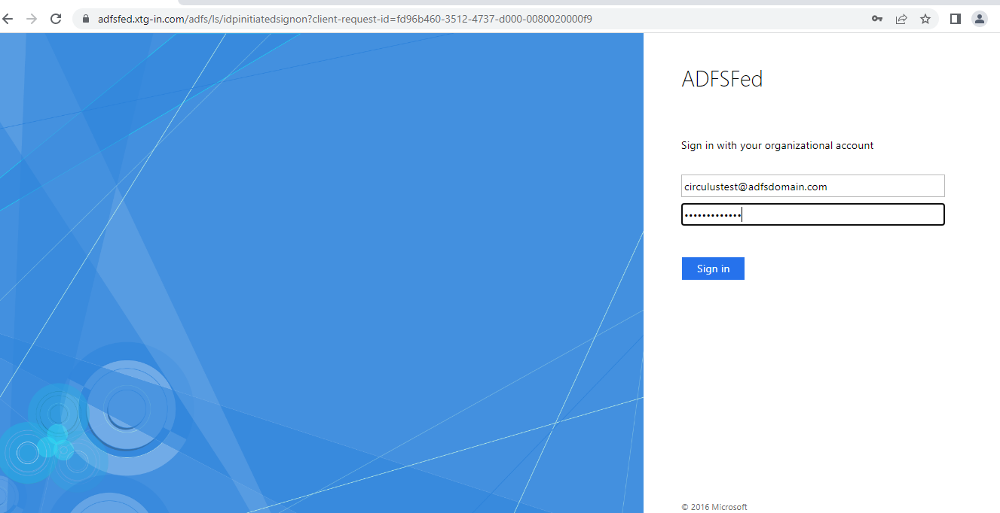 adfsfed.xtg-in.com/adfs/ls/idpinitiatedsignon?client-request-id=fd96b460-3512-4737-d000-0080020000f9
ADFSFed
Sign in with your organizational account
circulustest@adfsdomain.com
•••••••••••••
Sign in
© 2016 Microsoft